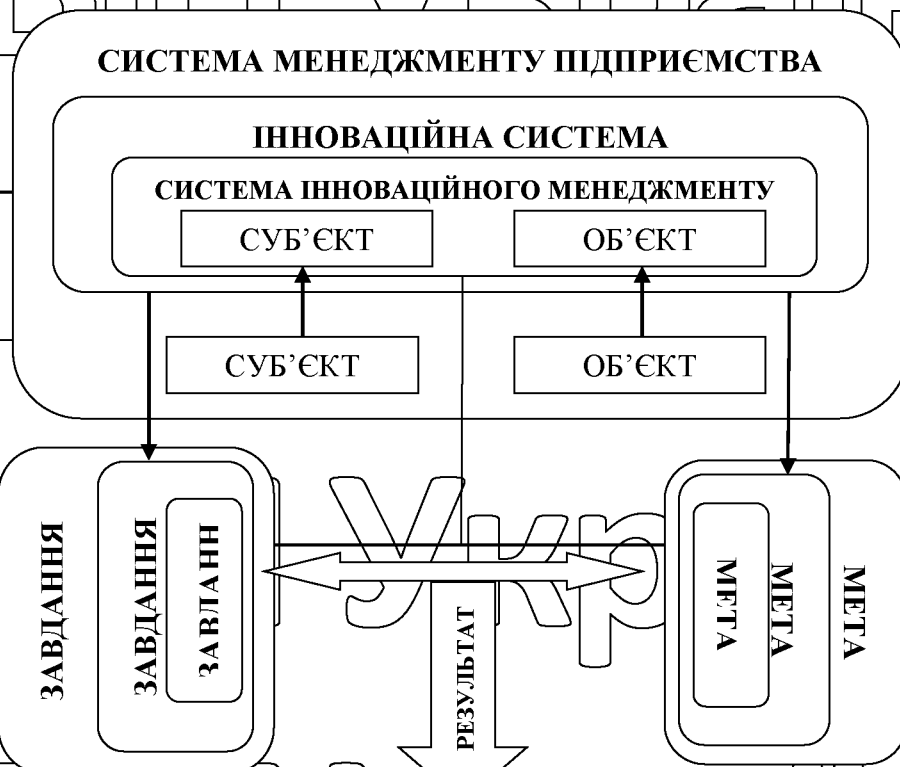 СИСТЕМА МЕНЕДЖМЕНТУ ПІДПРИЄМСТВА
ІННОВАЦІЙНА СИСТЕМА
СИСТЕМА ІННОВАЦІЙНОГО МЕНЕДЖМЕНТУ
СУБ’ЄКТ
ОБ’ЄКТ
СУБ’ЄКТ
ОБ’ЄКТ
ЗАВДАННЯ
ЗАВДАННЯ
ЗАВДАНН
Укр
РЕЗУЛЬТАТ
МЕТА
МЕТА
МЕТА